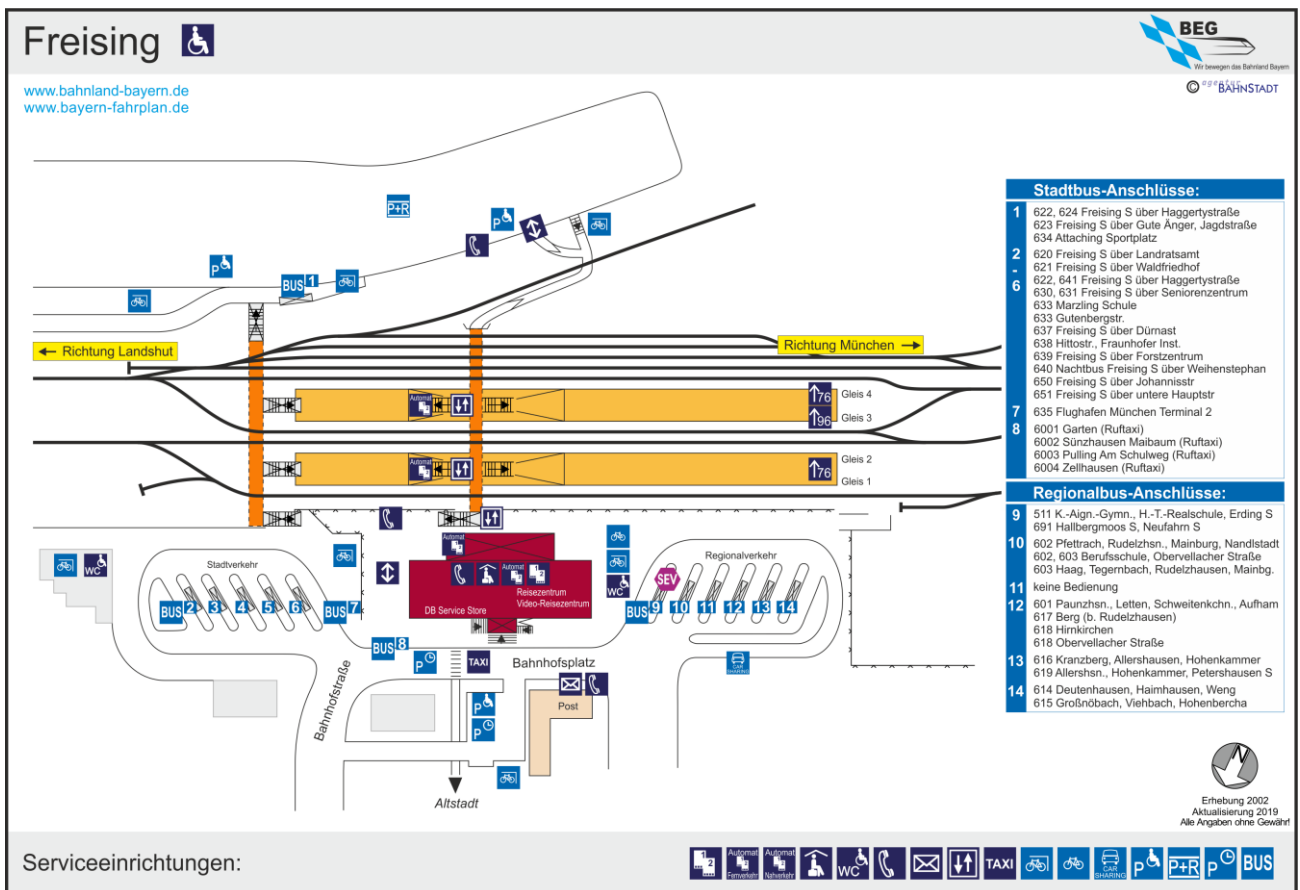 Freising
BEG
Wir bewegen das Bahnland Bayern
© agentur BAHNSTADT
www.bahnland-bayern.de
www.bayern-fahrplan.de
P+R
P
P
BUS 1
← Richtung Landshut
Richtung München →
Automat
76
Gleis 4
96
Gleis 3
Automat
76
Gleis 2
Gleis 1
WC
Stadtverkehr
BUS 2 3 4 5 6
BUS 7
BUS 8
Automat
Automat
Reisezentrum
Video-Reisezentrum
DB Service Store
WC
Regionalverkehr
SEV
BUS 9 10 11 12 13 14
P
TAXI
Bahnhofsplatz
CAR
SHARING
Bahnhofstraße
P
P
Post
Altstadt
Stadtbus-Anschlüsse:
1 622, 624 Freising S über Haggertystraße
623 Freising S über Gute Änger, Jagdstraße
634 Attaching Sportplatz
2 620 Freising S über Landratsamt
- 621 Freising S über Waldfriedhof
6 622, 641 Freising S über Haggertystraße
630, 631 Freising S über Seniorenzentrum
633 Marzling Schule
633 Gutenbergstr.
637 Freising S über Dürnast
638 Hittostr., Fraunhofer Inst.
639 Freising S über Forstzentrum
640 Nachtbus Freising S über Weihenstephan
650 Freising S über Johannisstr
651 Freising S über untere Hauptstr
7 635 Flughafen München Terminal 2
8 6001 Garten (Ruftaxi)
6002 Sünzhausen Maibaum (Ruftaxi)
6003 Pulling Am Schulweg (Ruftaxi)
6004 Zellhausen (Ruftaxi)
Regionalbus-Anschlüsse:
9 511 K.-Aign.-Gymn., H.-T.-Realschule, Erding S
691 Hallbergmoos S, Neufahrn S
10 602 Pfettrach, Rudelzhsn., Mainburg, Nandlstadt
602, 603 Berufsschule, Obervellacher Straße
603 Haag, Tegernbach, Rudelzhausen, Mainbg.
11 keine Bedienung
12 601 Paunzhsn., Letten, Schweitenkchn., Aufham
617 Berg (b. Rudelzhausen)
618 Hirnkirchen
618 Obervellacher Straße
13 616 Kranzberg, Allershausen, Hohenkammer
619 Allershsn., Hohenkammer, Petershausen S
14 614 Deutenhausen, Haimhausen, Weng
615 Großnöbach, Viehbach, Hohenbercha
N
Erhebung 2002
Aktualisierung 2019
Alle Angaben ohne Gewähr!
Serviceeinrichtungen:
1 2 Automat Fernverkehr Automat Nahverkehr WC TAXI CAR SHARING P P+R P BUS